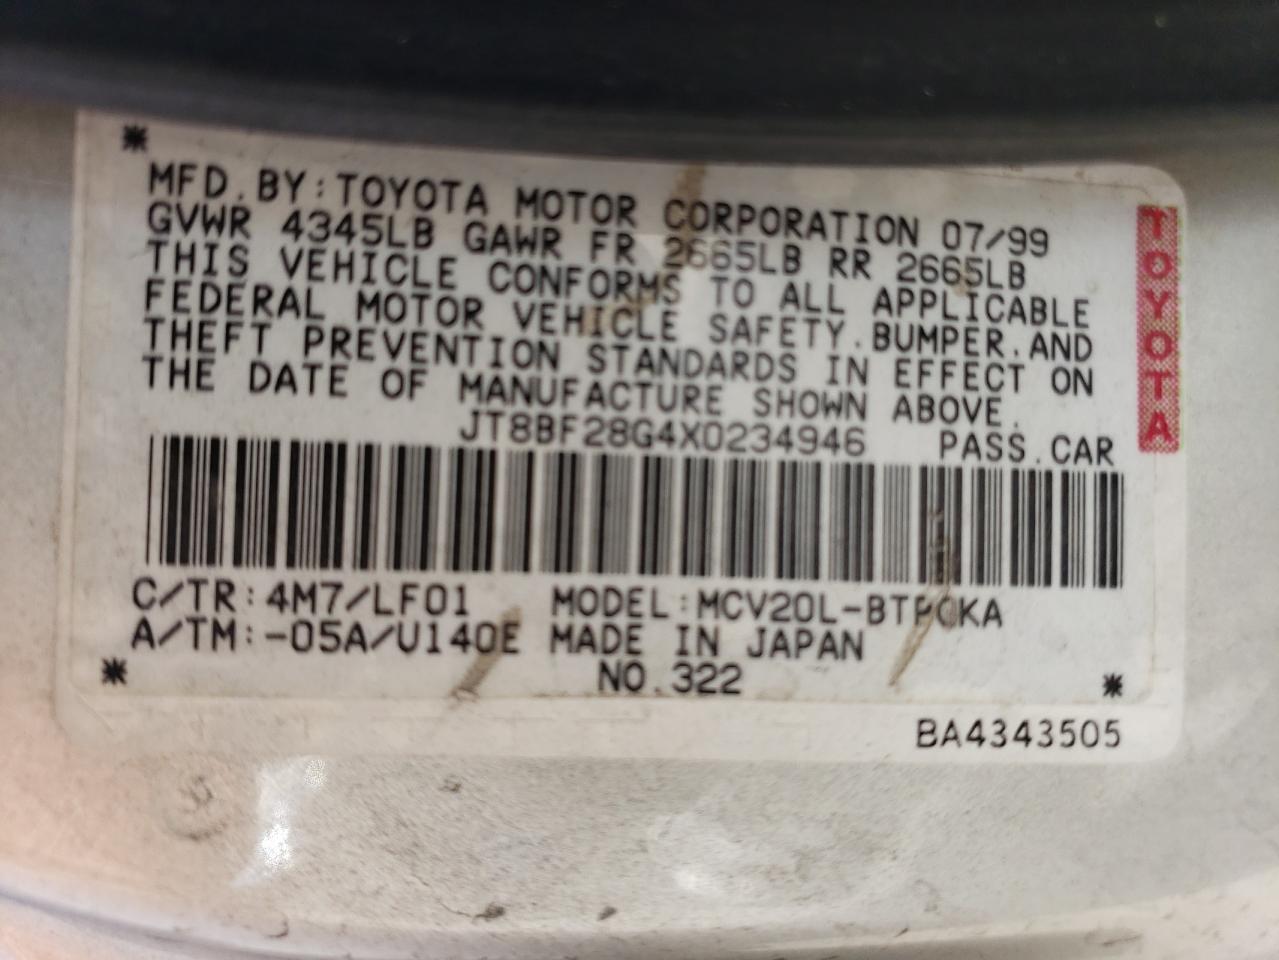 MFD.BY:TOYOTA MOTOR CORPORATION 07/99
GVWR 4345LB GAWR FR 2665LB RR 2665LB
THIS VEHICLE CONFORMS TO ALL APPLICABLE
FEDERAL MOTOR VEHICLE SAFETY.BUMPER.AND
THEFT PREVENTION STANDARDS IN EFFECT ON
THE DATE OF MANUFACTURE SHOWN ABOVE.
JT8BF28G4X0234946 PASS.CAR
C/TR:4M7/LF01 MODEL:MCV20L-BTPQKA
A/TM:-05A/U140E MADE IN JAPAN
NO.322
BA4343505
TOYOTA